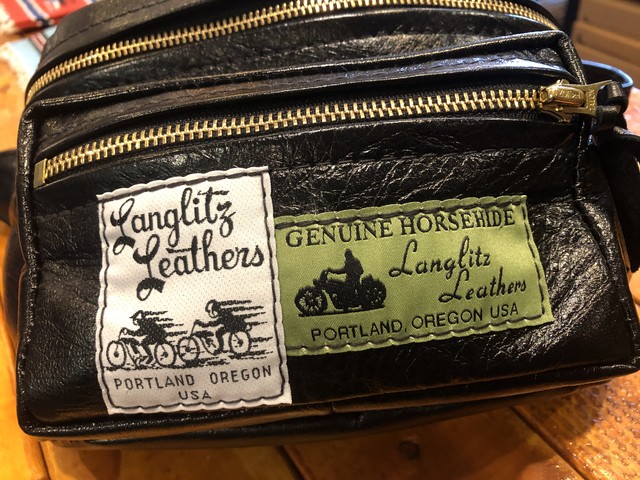 Langlitz
Leathers
PORTLAND OREGON
USA
GENUINE HORSEHIDE
Langlitz
Leathers
PORTLAND, OREGON USA